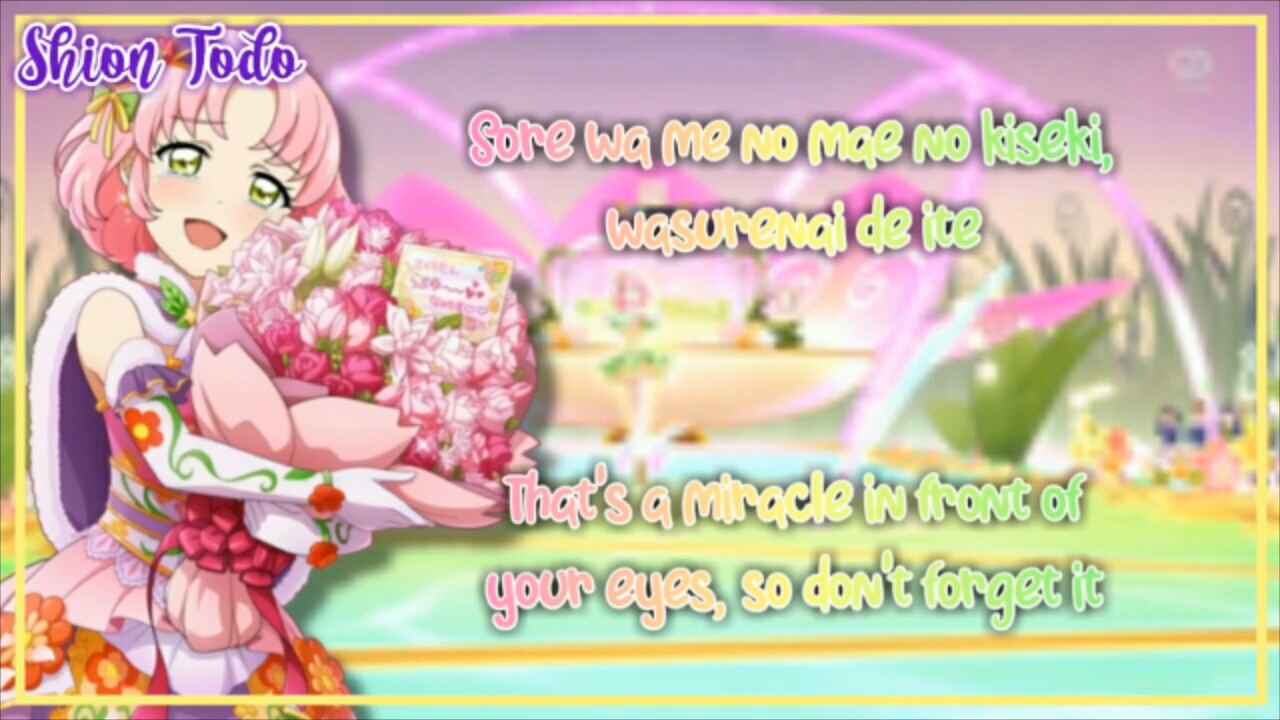 Shion Todo
Sore wa me no mae no kiseki,
wasurenai de ite
That's a miracle in front of
your eyes, so don't forget it